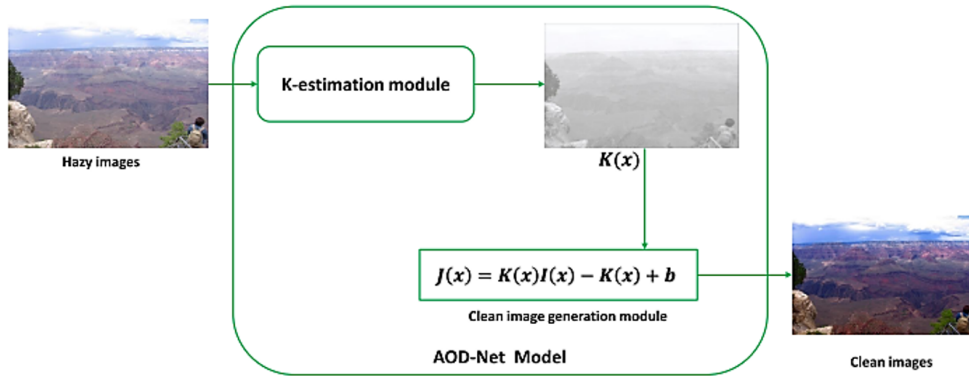 K-estimation module
Hazy images
K(x)
J(x) = K(x)I(x) − K(x) + b
Clean image generation module
AOD-Net Model
Clean images